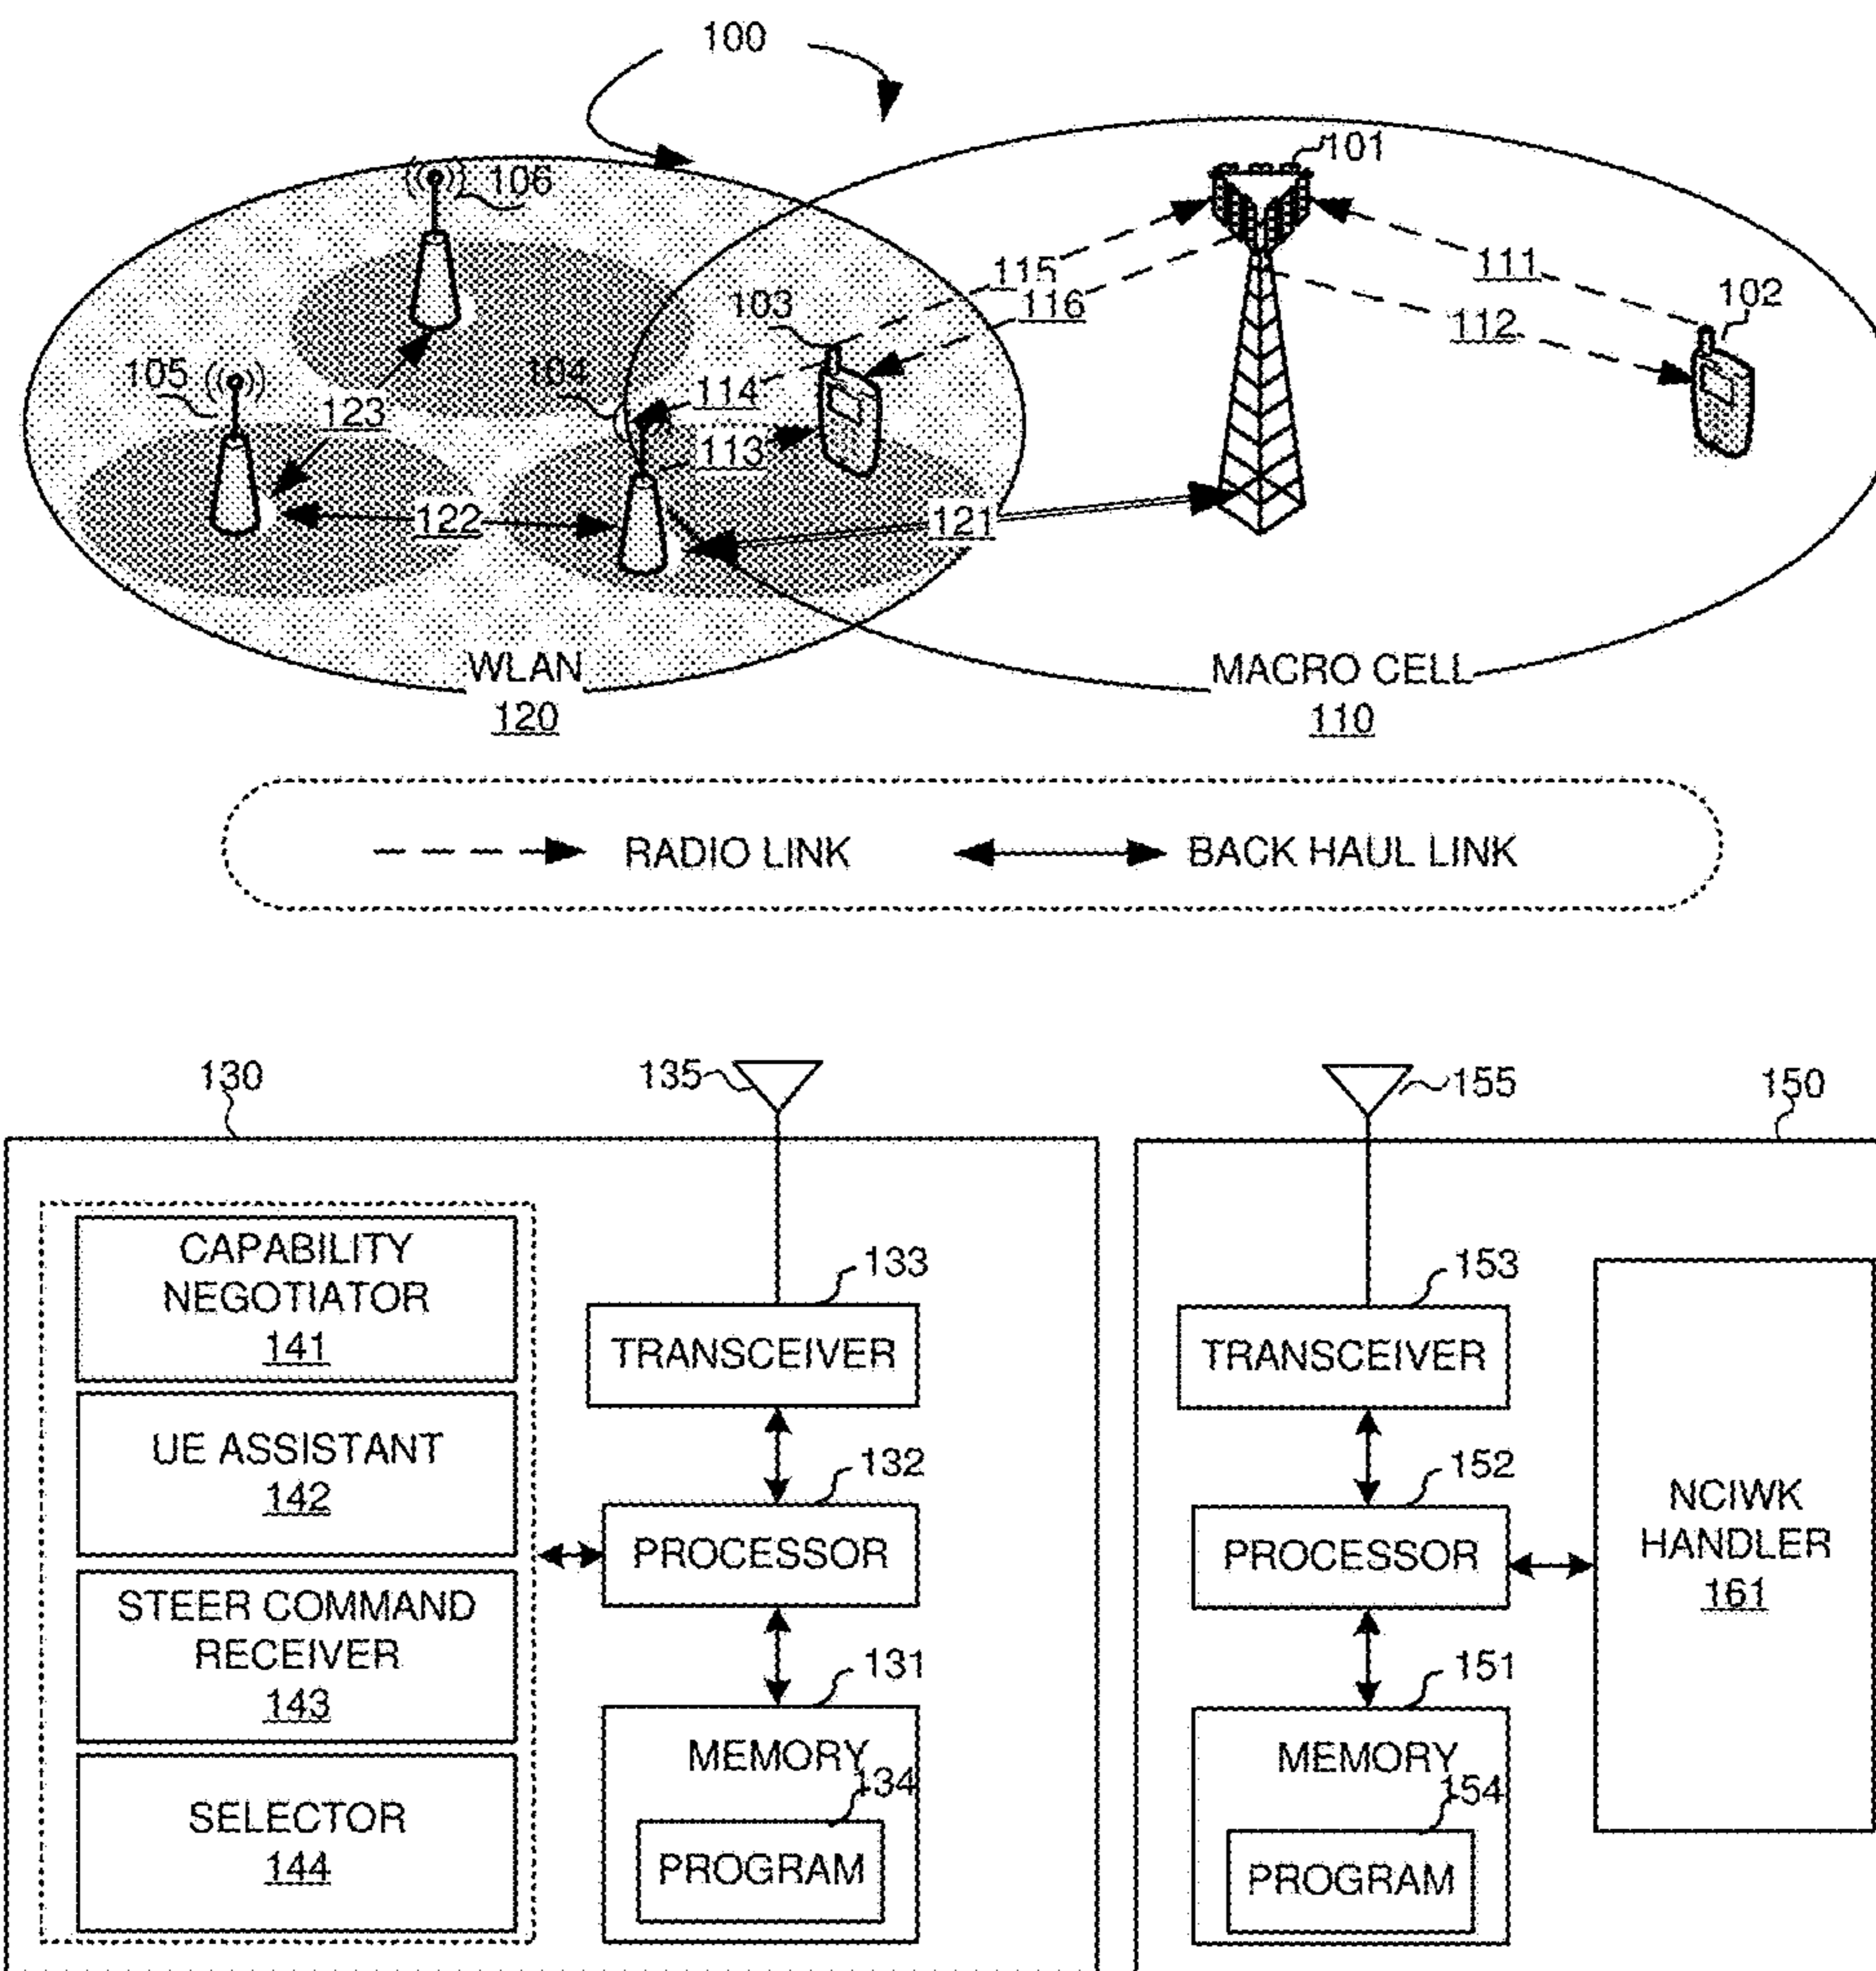 100
101
106
115
116
111
102
103
112
105
104
114
123
113
122
121
WLAN
120
MACRO CELL
110
RADIO LINK
BACK HAUL LINK
130
135
155
150
CAPABILITY
NEGOTIATOR
141
133
TRANSCEIVER
153
TRANSCEIVER
UE ASSISTANT
142
132
PROCESSOR
152
PROCESSOR
NCIWK
HANDLER
161
STEER COMMAND
RECEIVER
143
131
MEMORY
134
PROGRAM
151
MEMORY
154
PROGRAM
SELECTOR
144